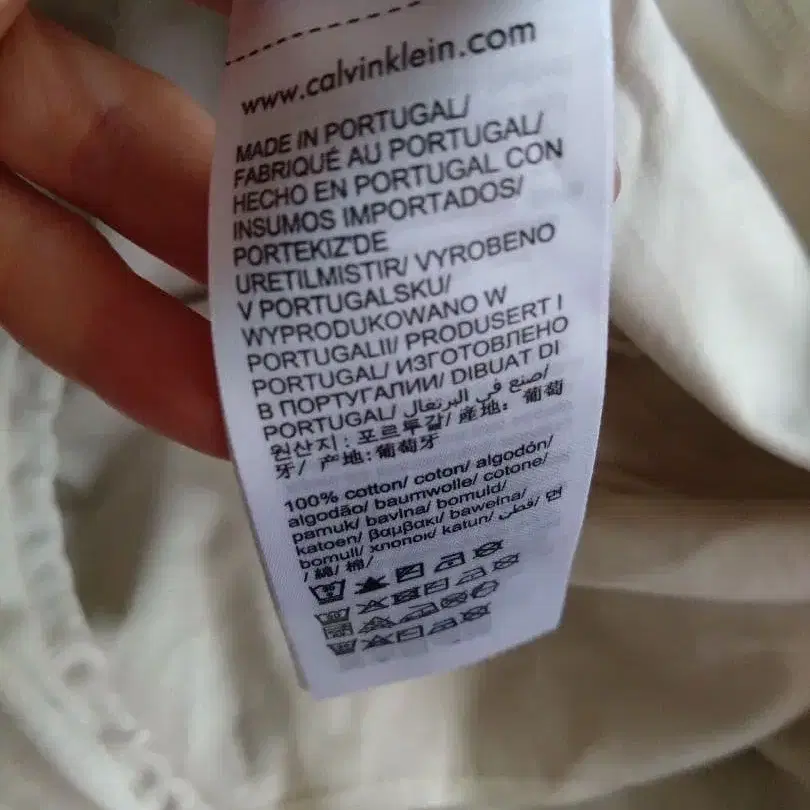 www.calvinklein.com
MADE IN PORTUGAL/
FABRIQUÉ AU PORTUGAL/
HECHO EN PORTUGAL CON
INSUMOS IMPORTADOS/
PORTEKIZ'DE
URETILMISTIR/ VYROBENO
V PORTUGALSKU/
WYPRODUKOWANO W
PORTUGALII/ PRODUSERT I
PORTUGAL/ ИЗГОТОВЛЕНО
В ПОРТУГАЛИИ/ DIBUAT DI
PORTUGAL/ صنع في البرتغال/
원산지: 포르투갈/ 産地: 葡萄
牙/ 产地:葡萄牙
100% cotton/ coton/ algodón/
algodão/ baumwolle/ cotone/
pamuk/ bavlna/ bomuld/
katoen/ βαμβακι/ bawelna/
bomull/ хлопок/ katun/ قطن/ 면
/ 綿/ 棉/